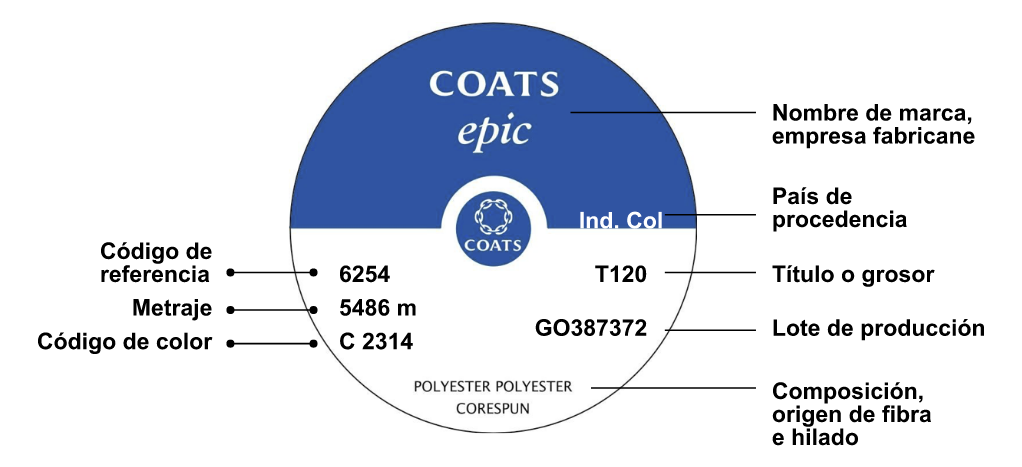 COATS
epic
Nombre de marca,
empresa fabricane
País de
procedencia
Ind. Col
COATS
Código de
referencia
6254
T120
Título o grosor
Metraje
5486 m
GO387372
Lote de producción
Código de color
C 2314
POLYESTER POLYESTER
CORESPUN
Composición,
origen de fibra
e hilado